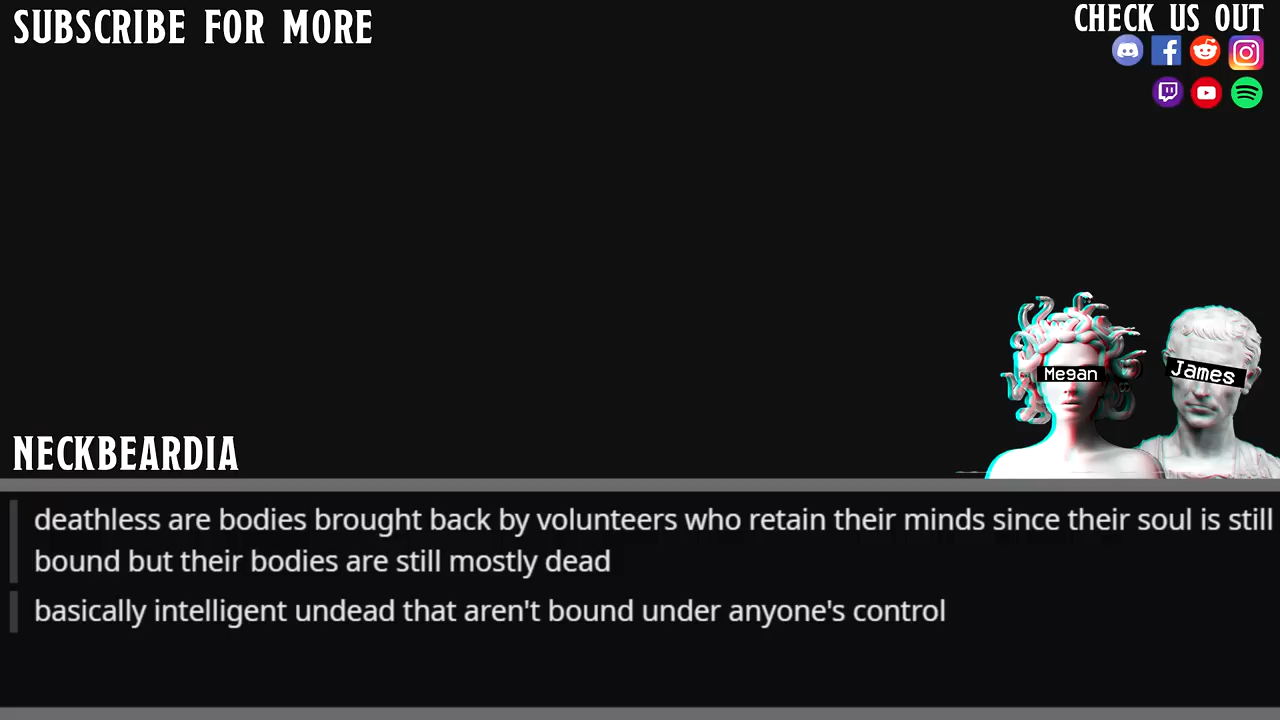 SUBSCRIBE FOR MORE
CHECK US OUT
Megan
James
NECKBEARDIA
deathless are bodies brought back by volunteers who retain their minds since their soul is still
bound but their bodies are still mostly dead
basically intelligent undead that aren't bound under anyone's control